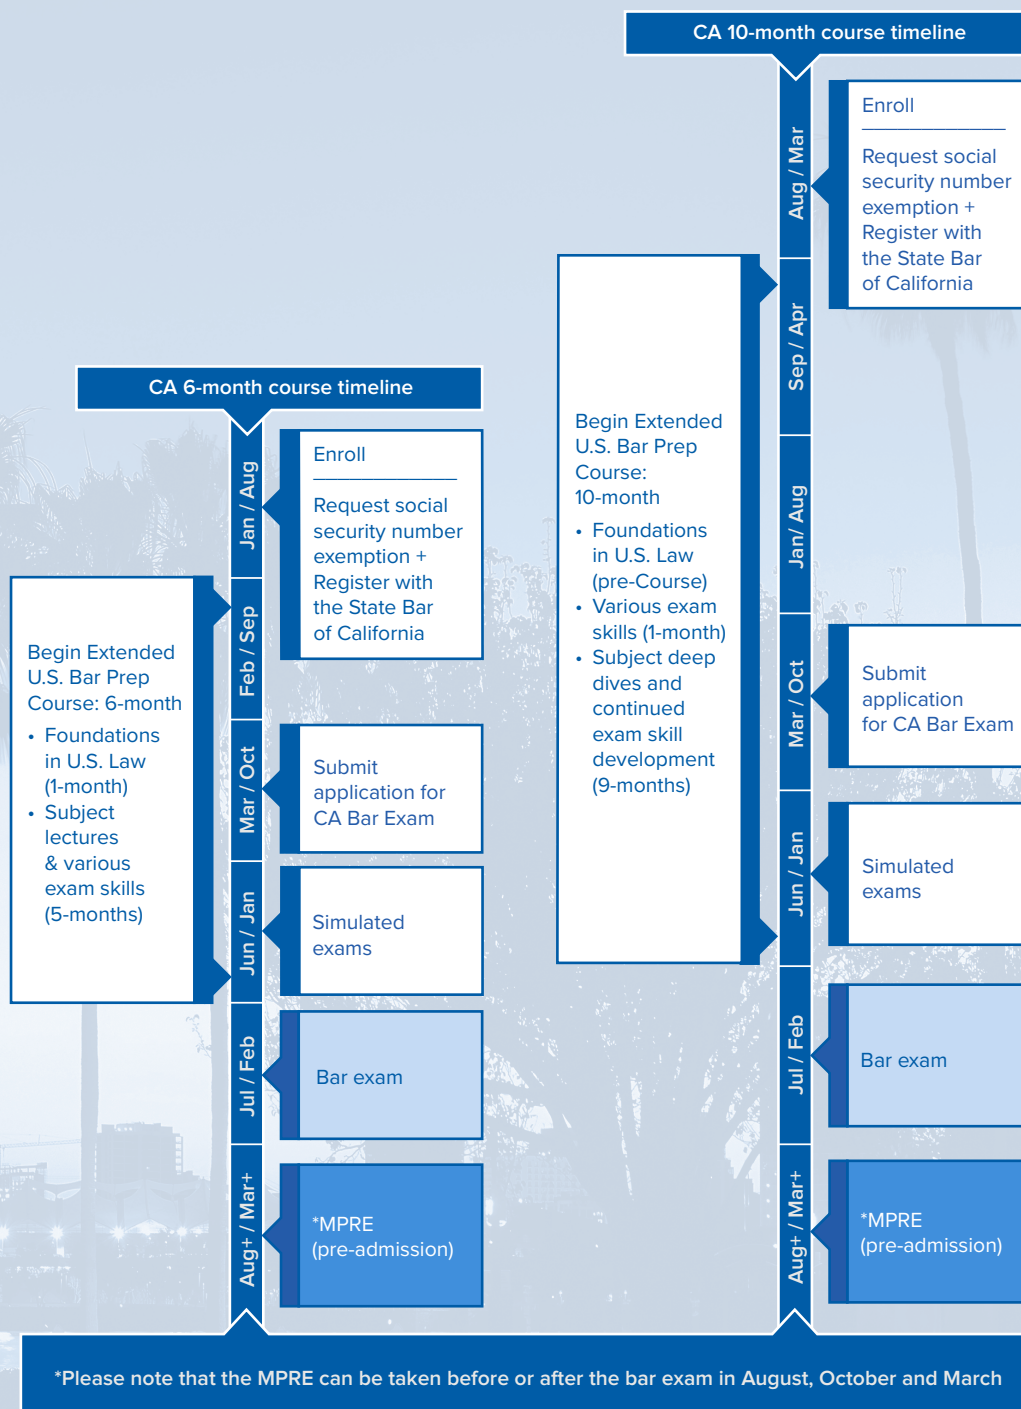 CA 10-month course timeline
Aug / Mar
Enroll
Request social
security number
exemption +
Register with
the State Bar
of California
Sep / Apr
Begin Extended
U.S. Bar Prep
Course:
10-month
• Foundations
in U.S. Law
(pre-Course)
• Various exam
skills (1-month)
• Subject deep
dives and
continued
exam skill
development
(9-months)
Jan/ Aug
Mar / Oct
Submit
application
for CA Bar Exam
Jun / Jan
Simulated
exams
Jul / Feb
Bar exam
Aug+ / Mar+
*MPRE
(pre-admission)
CA 6-month course timeline
Jan / Aug
Enroll
Request social
security number
exemption +
Register with
the State Bar
of California
Feb / Sep
Begin Extended
U.S. Bar Prep
Course: 6-month
• Foundations
in U.S. Law
(1-month)
• Subject
lectures
& various
exam skills
(5-months)
Mar / Oct
Submit
application for
CA Bar Exam
Jun / Jan
Simulated
exams
Jul / Feb
Bar exam
Aug+ / Mar+
*MPRE
(pre-admission)
*Please note that the MPRE can be taken before or after the bar exam in August, October and March